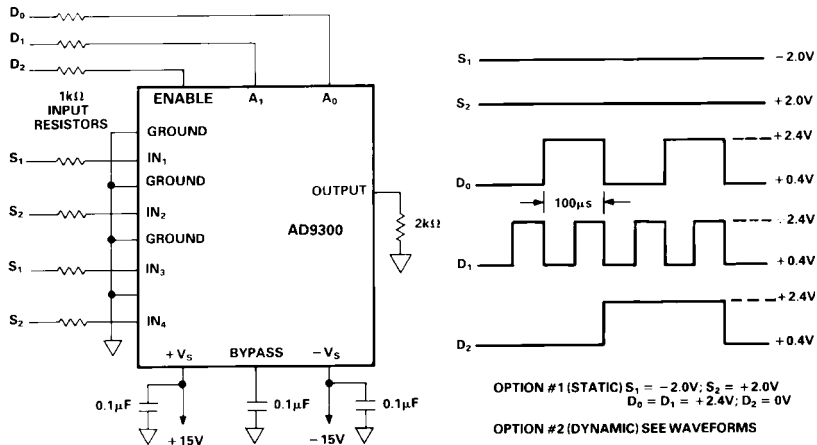 D₀
D₁
D₂
1kΩ
INPUT
RESISTORS
ENABLE A₁ A₀
GROUND
S₁ IN₁
GROUND
S₂ IN₂
GROUND
S₁ IN₃
S₂ IN₄
OUTPUT
AD9300
2kΩ
+Vs BYPASS −Vs
0.1μF 0.1μF 0.1μF
+15V −15V
S₁ −2.0V
S₂ +2.0V
+2.4V
D₀ +0.4V
100μs
+2.4V
D₁ +0.4V
+2.4V
D₂ +0.4V
OPTION #1 (STATIC) S₁ = −2.0V; S₂ = +2.0V
D₀ = D₁ = +2.4V; D₂ = 0V
OPTION #2 (DYNAMIC) SEE WAVEFORMS